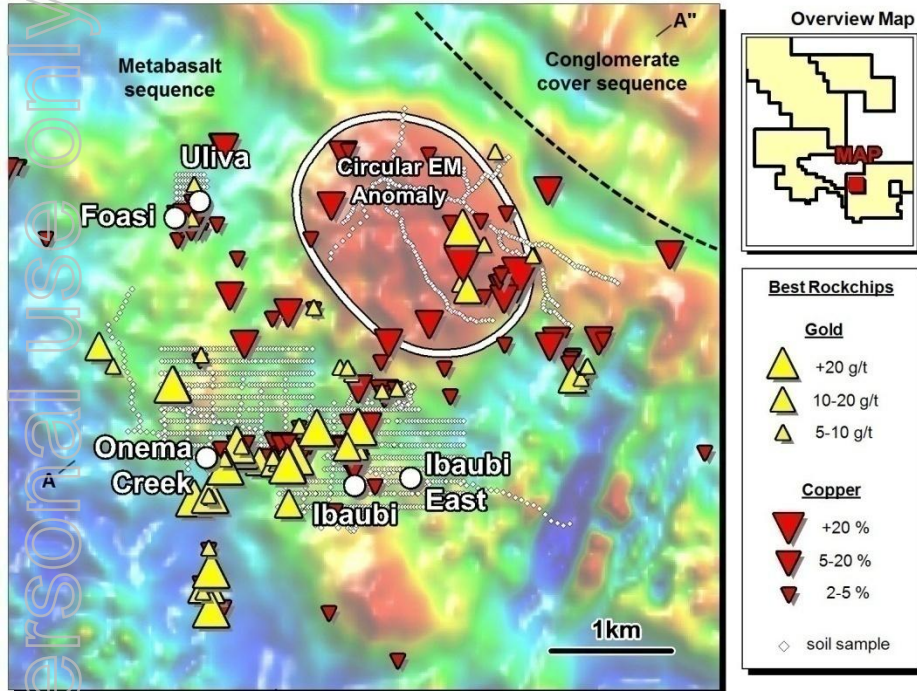 ersonal use only
A"
Metabasalt
sequence
Conglomerate
cover sequence
Uliva
Foasi
Circular EM
Anomaly
Onema
Creek
A
Ibaubi
East
Ibaubi
1km
Overview Map
MAP
Best Rockchips
Gold
+20 g/t
10-20 g/t
5-10 g/t
Copper
+20 %
5-20 %
2-5 %
soil sample